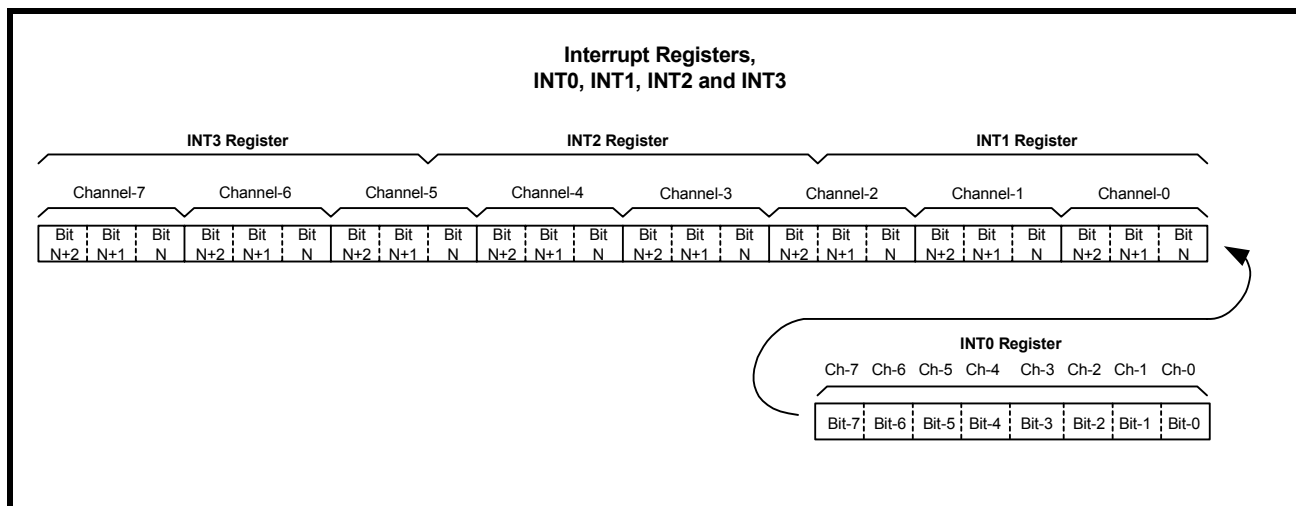 Interrupt Registers,
INT0, INT1, INT2 and INT3
INT3 Register INT2 Register INT1 Register
Channel-7 Channel-6 Channel-5 Channel-4 Channel-3 Channel-2 Channel-1 Channel-0
Bit Bit Bit Bit Bit Bit Bit Bit Bit Bit Bit Bit Bit Bit Bit Bit Bit Bit Bit Bit Bit Bit Bit Bit
N+2 N+1 N N+2 N+1 N N+2 N+1 N N+2 N+1 N N+2 N+1 N N+2 N+1 N N+2 N+1 N N+2 N+1 N
INT0 Register
Ch-7 Ch-6 Ch-5 Ch-4 Ch-3 Ch-2 Ch-1 Ch-0
Bit-7 Bit-6 Bit-5 Bit-4 Bit-3 Bit-2 Bit-1 Bit-0